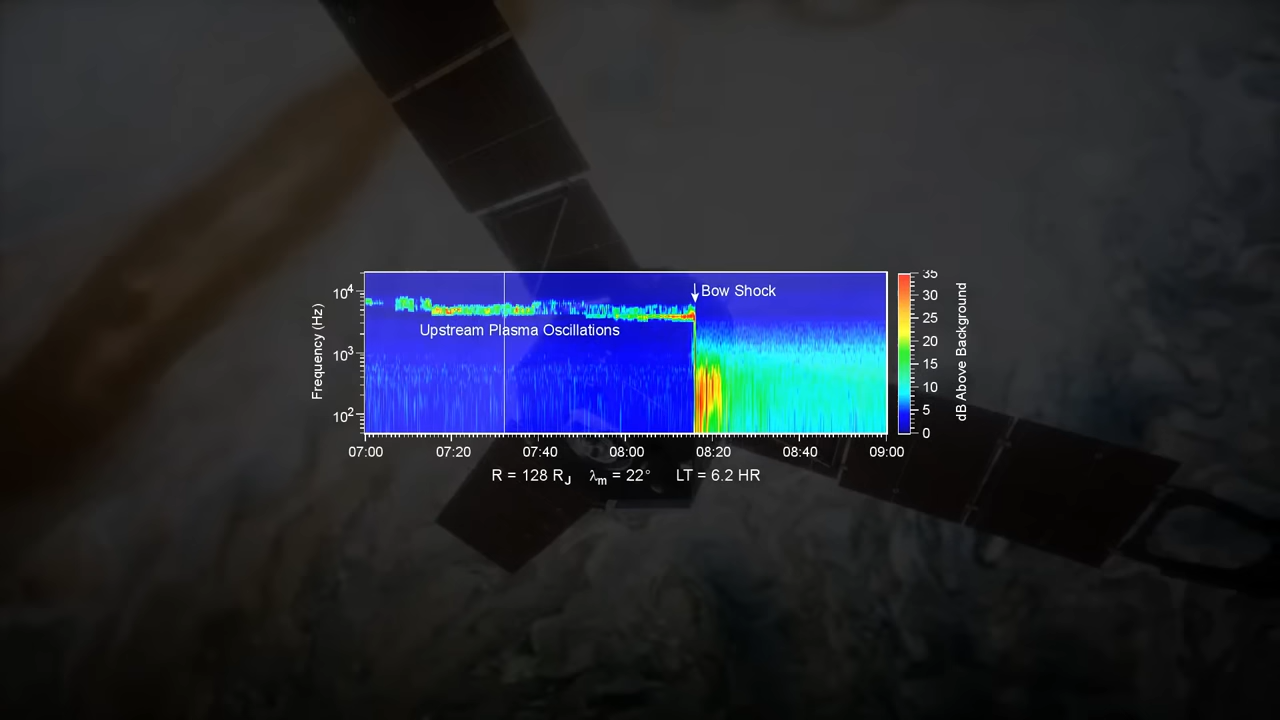 Frequency (Hz)
10⁴
10³
10²
Bow Shock
Upstream Plasma Oscillations
07:00 07:20 07:40 08:00 08:20 08:40 09:00
R = 128 R_J λ_m = 22° LT = 6.2 HR
35
30
25
20
15
10
5
0
dB Above Background